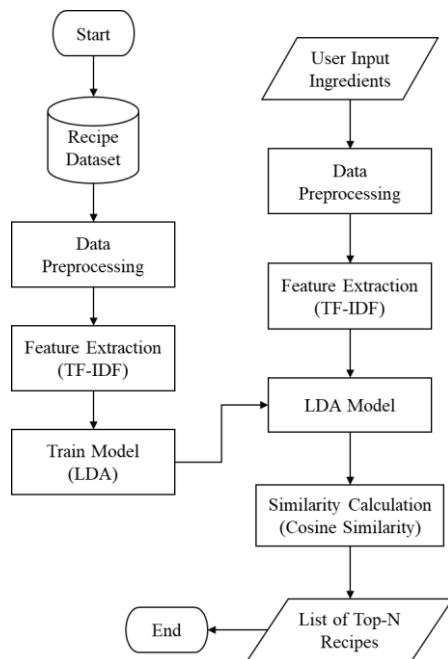 Start
Recipe
Dataset
Data
Preprocessing
Feature Extraction
(TF-IDF)
Train Model
(LDA)
User Input
Ingredients
Data
Preprocessing
Feature Extraction
(TF-IDF)
LDA Model
Similarity Calculation
(Cosine Similarity)
List of Top-N
Recipes
End